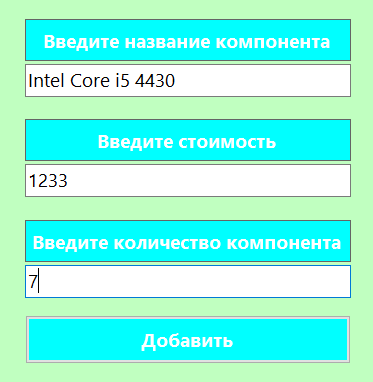 Введите название компонента
Intel Core i5 4430
Введите стоимость
1233
Введите количество компонента
7
Добавить